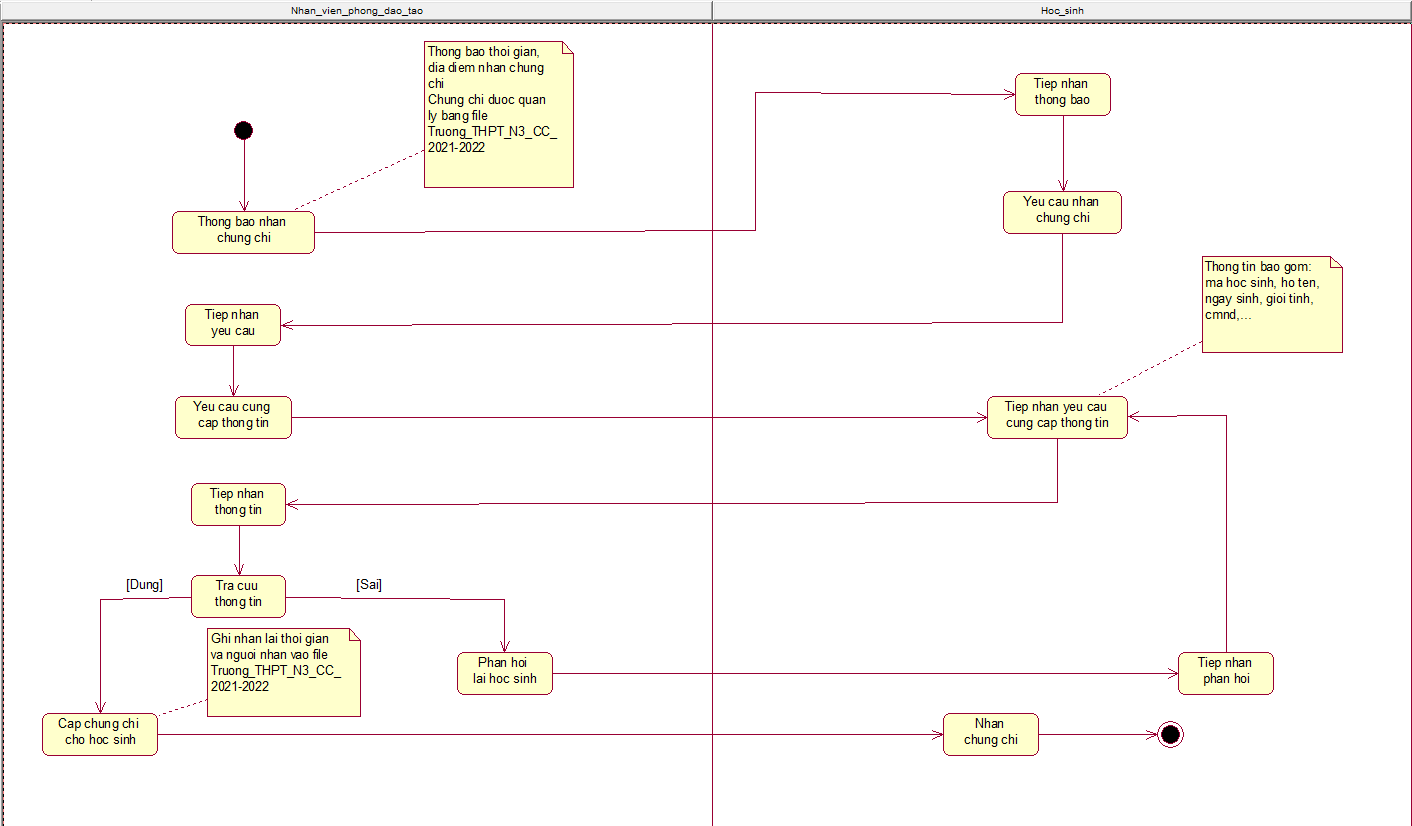 Nhan_vien_phong_dao_tao
Hoc_sinh
Thong bao thoi gian,
dia diem nhan chung
chi
Chung chi duoc quan
ly bang file
Truong_THPT_N3_CC_
2021-2022
Tiep nhan
thong bao
Thong bao nhan
chung chi
Yeu cau nhan
chung chi
Thong tin bao gom:
ma hoc sinh, ho ten,
ngay sinh, gioi tinh,
cmnd,...
Tiep nhan
yeu cau
Yeu cau cung
cap thong tin
Tiep nhan yeu cau
cung cap thong tin
Tiep nhan
thong tin
[Dung]
Tra cuu
thong tin
[Sai]
Ghi nhan lai thoi gian
va nguoi nhan vao file
Truong_THPT_N3_CC_
2021-2022
Phan hoi
lai hoc sinh
Tiep nhan
phan hoi
Cap chung chi
cho hoc sinh
Nhan
chung chi